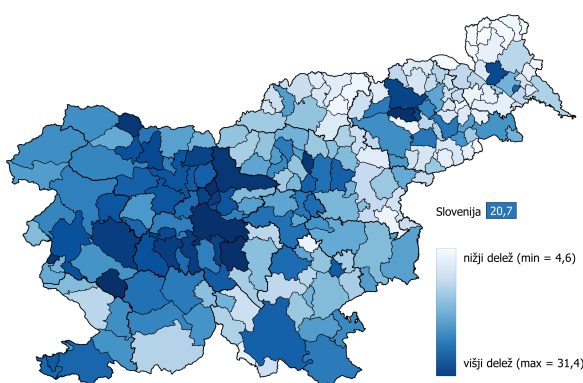 Slovenija 20,7
nižji delež (min = 4,6)
višji delež (max = 31,4)